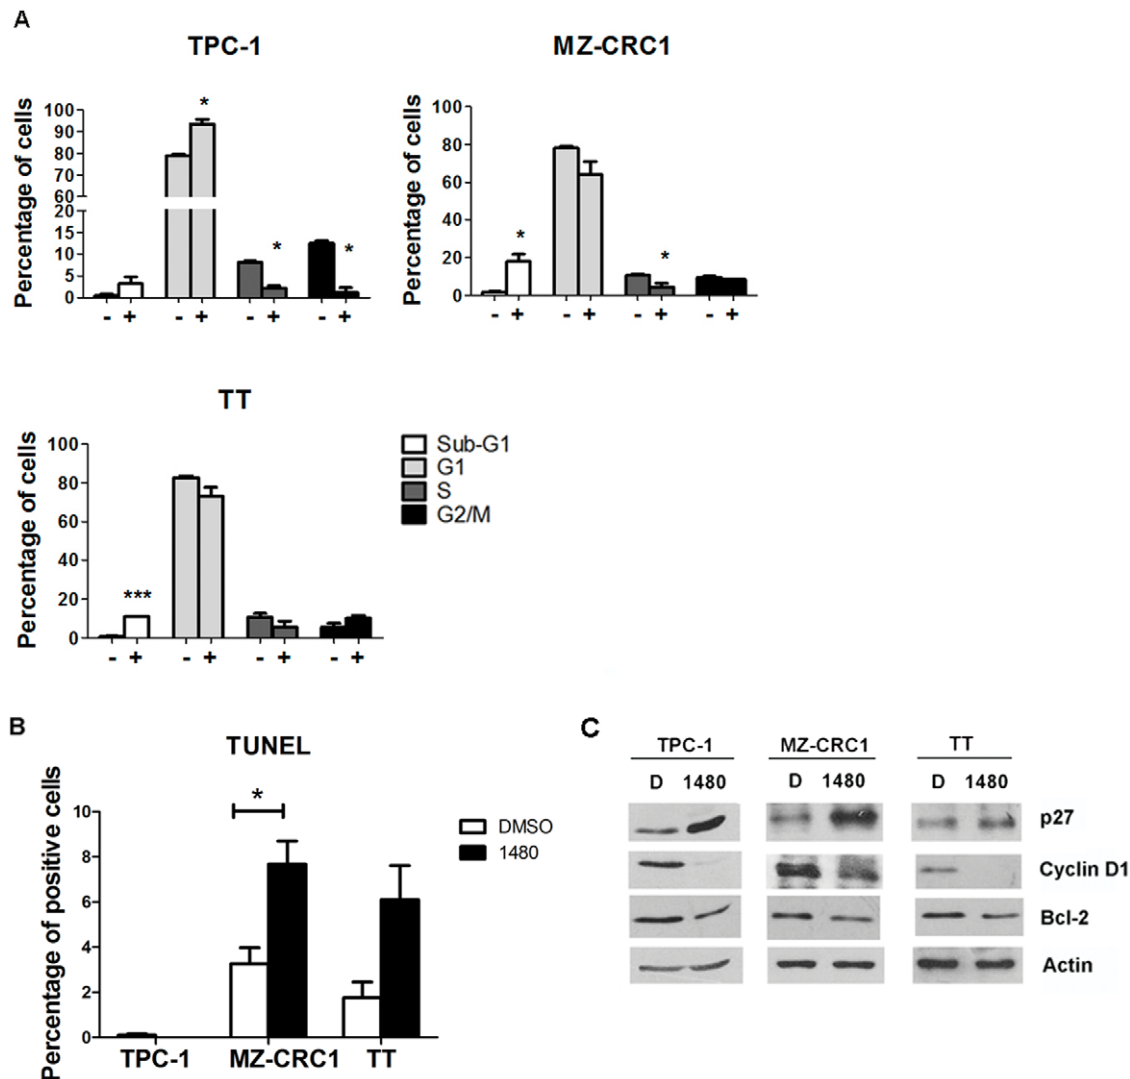 A
TPC-1
Percentage of cells
100
90
80
70
60
20
15
10
5
0
*
*
*
- + - + - + - +
MZ-CRC1
Percentage of cells
100
80
60
40
20
0
*
*
- + - + - + - +
TT
Percentage of cells
100
80
60
40
20
0
***
- + - + - + - +
Sub-G1
G1
S
G2/M
B
TUNEL
Percentage of positive cells
10
8
6
4
2
0
*
TPC-1 MZ-CRC1 TT
DMSO
1480
C
TPC-1 MZ-CRC1 TT
D 1480 D 1480 D 1480
p27
Cyclin D1
Bcl-2
Actin